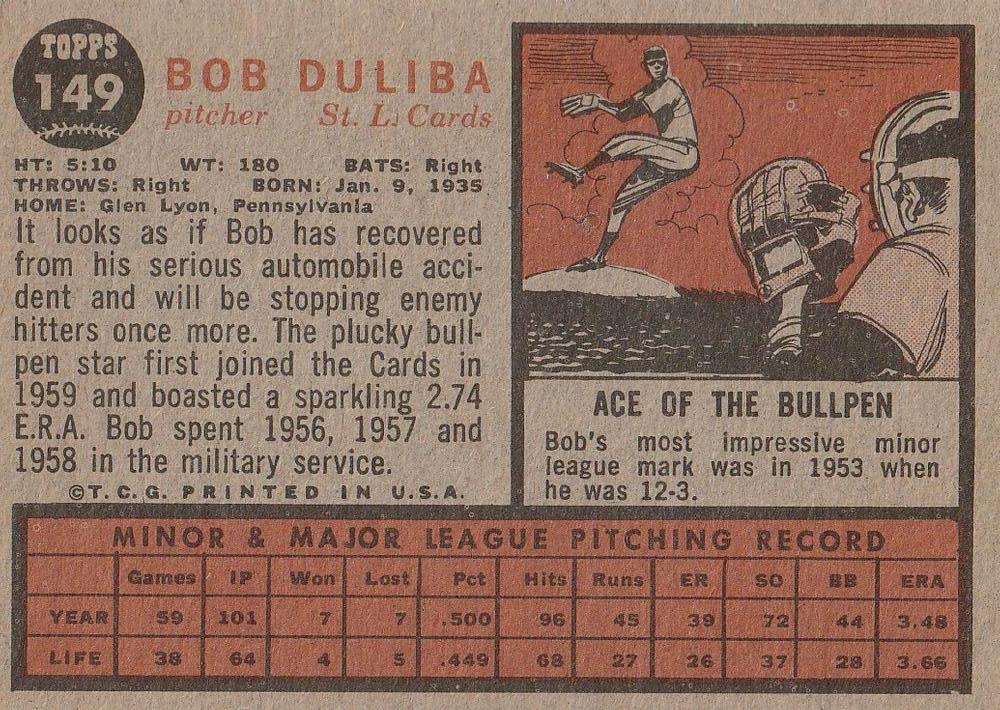 TOPPS
149
BOB DULIBA
pitcher St. L. Cards
HT: 5:10 WT: 180 BATS: Right
THROWS: Right BORN: Jan. 9, 1935
HOME: Glen Lyon, Pennsylvania
It looks as if Bob has recovered
from his serious automobile acci-
dent and will be stopping enemy
hitters once more. The plucky bull-
pen star first joined the Cards in
1959 and boasted a sparkling 2.74
E.R.A. Bob spent 1956, 1957 and
1958 in the military service.
©T.C.G. PRINTED IN U.S.A.
ACE OF THE BULLPEN
Bob's most impressive minor
league mark was in 1953 when
he was 12-3.
MINOR & MAJOR LEAGUE PITCHING RECORD
Games IP Won Lost Pct Hits Runs ER SO BB ERA
YEAR 59 101 7 7 .500 96 45 39 72 44 3.48
LIFE 38 64 4 5 .449 68 27 26 37 28 3.66